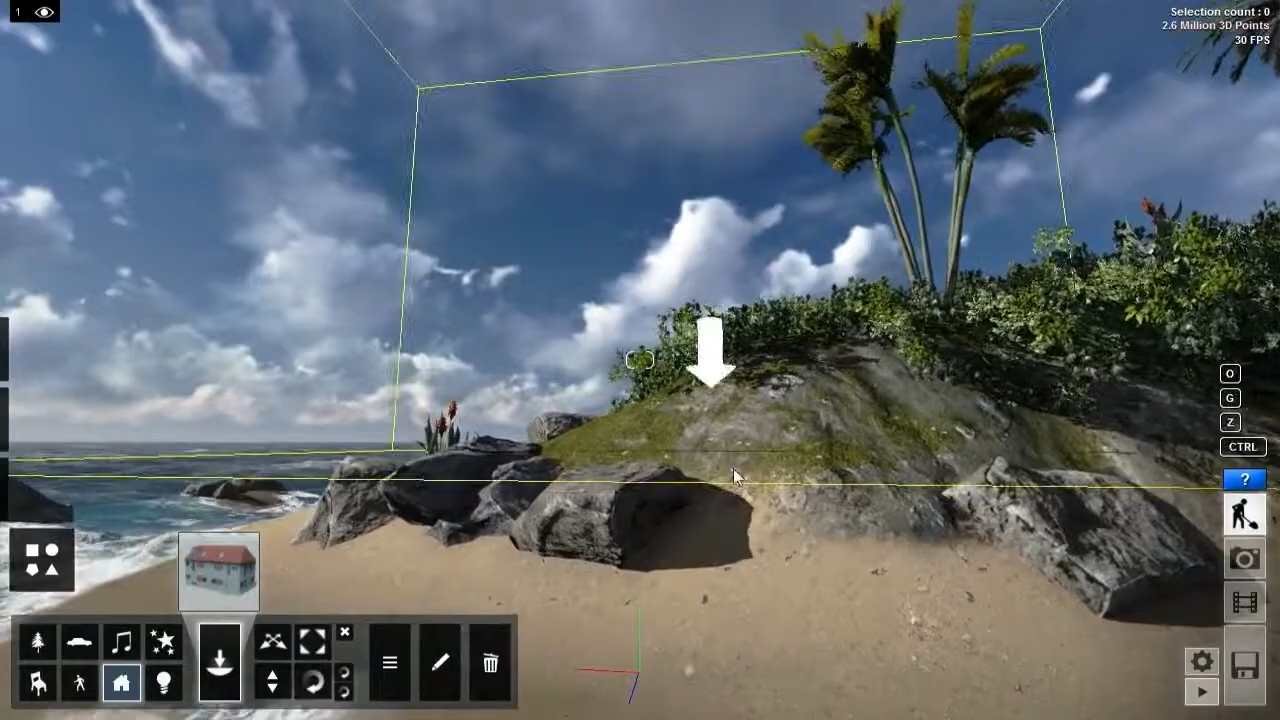 1
Selection count : 0
2.6 Million 3D Points
30 FPS
O
G
Z
CTRL
?